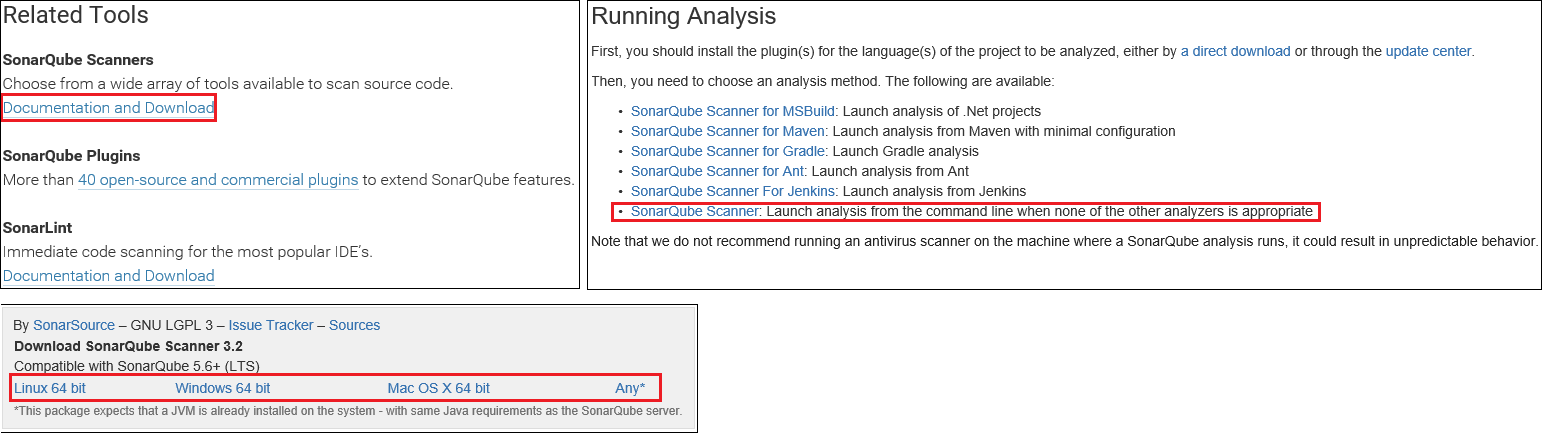 Related Tools
SonarQube Scanners
Choose from a wide array of tools available to scan source code.
Documentation and Download
SonarQube Plugins
More than 40 open-source and commercial plugins to extend SonarQube features.
SonarLint
Immediate code scanning for the most popular IDE’s.
Documentation and Download
Running Analysis
First, you should install the plugin(s) for the language(s) of the project to be analyzed, either by a direct download or through the update center.
Then, you need to choose an analysis method. The following are available:
• SonarQube Scanner for MSBuild: Launch analysis of .Net projects
• SonarQube Scanner for Maven: Launch analysis from Maven with minimal configuration
• SonarQube Scanner for Gradle: Launch Gradle analysis
• SonarQube Scanner for Ant: Launch analysis from Ant
• SonarQube Scanner For Jenkins: Launch analysis from Jenkins
• SonarQube Scanner: Launch analysis from the command line when none of the other analyzers is appropriate
Note that we do not recommend running an antivirus scanner on the machine where a SonarQube analysis runs, it could result in unpredictable behavior.
By SonarSource – GNU LGPL 3 – Issue Tracker – Sources
Download SonarQube Scanner 3.2
Compatible with SonarQube 5.6+ (LTS)
Linux 64 bit Windows 64 bit Mac OS X 64 bit Any*
*This package expects that a JVM is already installed on the system - with same Java requirements as the SonarQube server.